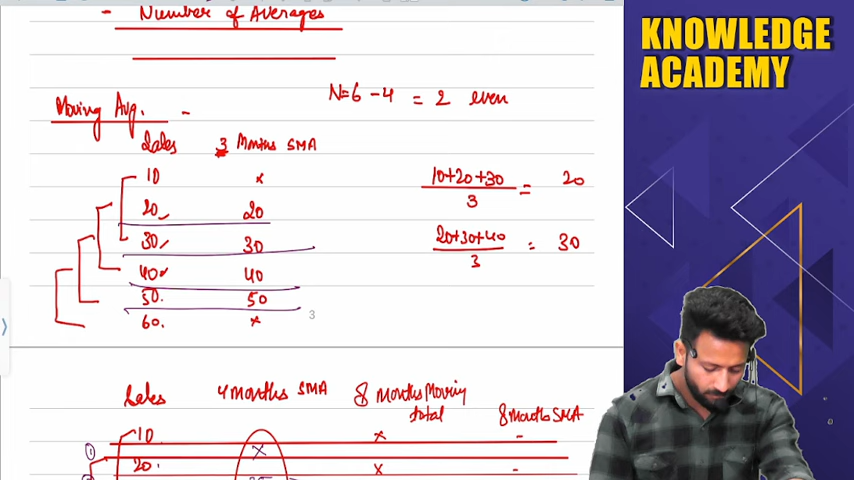 - Number of Averages
KNOWLEDGE
ACADEMY
N=6-4 = 2 even
Moving Avg. -
Sales 3 Months SMA
10 x
20 20
30 30
40 40
50. 50
60. x
10+20+30/3 = 20
20+30+40/3 = 30
3
Sales 4 months SMA 8 Months Moving total 8 Months SMA
1 10 x -
20. x x -